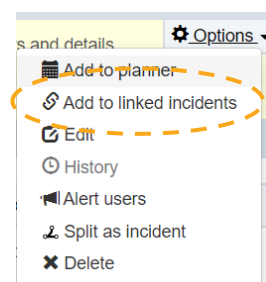 s and details
Options
Add to planner
Add to linked incidents
Edit
History
Alert users
Split as incident
Delete